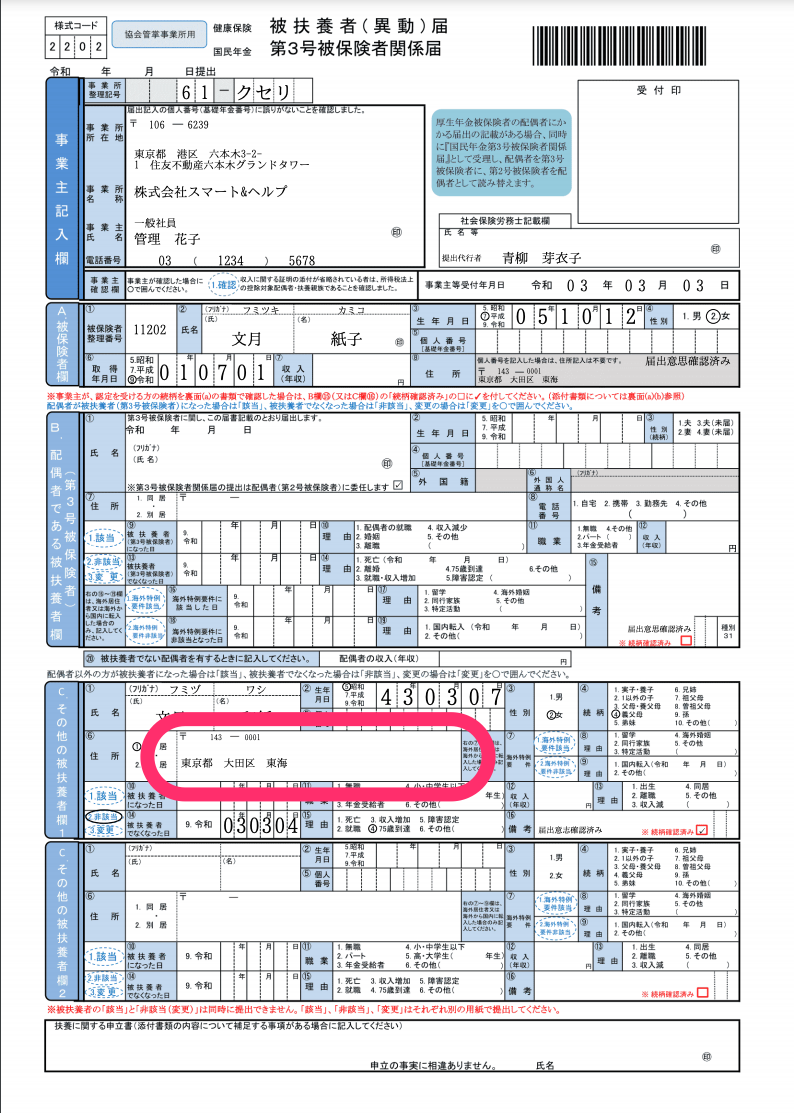 様式コード
2 2 0 2
協会管掌事業所用
健康保険
国民年金
被扶養者(異動)届
第3号被保険者関係届
令和 年 月 日提出
事業所整理記号
61-クセリ
受付印
届出記入の個人番号(基礎年金番号)に誤りがないことを確認しました。
事業主記入欄
事業所所在地
〒 106 ― 6239
東京都 港区 六本木3-2-
1 住友不動産六本木グランドタワー
事業所名称
株式会社スマート&ヘルプ
事業主氏名
一般社員
管理 花子
㊞
電話番号
03 ( 1234 ) 5678
厚生年金被保険者の配偶者にか
かる届出の記載がある場合、同時
に『国民年金第3号被保険者関係
届』として受理し、配偶者を第3号
被保険者に、第2号被保険者を配
偶者として読み替えます。
社会保険労務士記載欄
氏名等
㊞
提出代行者 青柳 芽衣子
事業主確認欄
事業主が確認した場合に○で囲んでください。
1.確認
収入に関する証明の添付が省略されている者は、所得税法上の控除対象配偶者・扶養親族であることを確認しました。
事業主等受付年月日 令和 03 年 03 月 03 日
A被保険者欄
① 被保険者整理番号 11202
② 氏名 (フリガナ) フミツキ カミコ
(氏) 文月 (名) 紙子 ㊞
③ 生年月日 5.昭和 7.平成 9.令和 051012
④ 性別 1.男 2.女
⑤ 個人番号 [基礎年金番号]
⑥ 取得年月日 5.昭和 7.平成 9.令和 010701
⑦ 収入(年収) 円
⑧ 住所 個人番号を記入した場合は、住所記入は不要です。 届出意思確認済み
〒 143 ― 0001
東京都 大田区 東海
※事業主が、認定を受ける方の続柄を裏面(a)の書類で確認した場合は、B欄⑮(又はC欄⑯)の「続柄確認済み」の□に✓を付してください。(添付書類については裏面(a)(b)参照)
配偶者が被扶養者(第3号被保険者)になった場合は「該当」、被扶養者でなくなった場合は「非該当」、変更の場合は「変更」を○で囲んでください。
B.配偶者である被扶養者欄(第3号被保険者)
① 氏名
第3号被保険者に関し、この届書記載のとおり届出します。
令和 年 月 日
(フリガナ)
(氏名) ㊞
※第3号被保険者関係届の提出は配偶者(第2号被保険者)に委任します ☑
② 生年月日 5.昭和 7.平成 9.令和 年 月 日
③ 性別(続柄) 1.夫 3.夫(未届) 2.妻 4.妻(未届)
④ 個人番号 [基礎年金番号]
⑤ 外国籍
⑥ 外国人通称名 (フリガナ)
⑦ 住所 1.同居 2.別居 〒 ―
⑧ 電話番号 1.自宅 2.携帯 3.勤務先 4.その他 ( )
1.該当
2.非該当
3.変更
⑨ 被扶養者(第3号被保険者)になった日 9.令和 年 月 日
⑩ 理由 1.配偶者の就職 4.収入減少 2.婚姻 5.その他 3.離職 ( )
⑪ 職業 1.無職 4.その他 2.パート ( ) 3.年金受給者
⑫ 収入(年収) 円
⑬ 被扶養者(第3号被保険者)でなくなった日 9.令和 年 月 日
⑭ 理由 1.死亡(令和 年 月 日) 2.離婚 4.75歳到達 6.その他 3.就職・収入増加 5.障害認定 ( )
⑮ 備考
右の⑯~⑲欄は、海外居住者又は海外から国内に転入した場合のみ、記入してください。
1.海外特例要件該当
2.海外特例要件非該当
⑯ 海外特例要件に該当した日 9.令和 年 月 日
⑰ 理由 1.留学 4.海外婚姻 2.同行家族 5.その他 3.特定活動 ( )
⑱ 海外特例要件に非該当となった日 9.令和 年 月 日
⑲ 理由 1.国内転入(令和 年 月 日) 2.その他( )
届出意思確認済み
※続柄確認済み □
種別 31
⑳ 被扶養者でない配偶者を有するときに記入してください。 配偶者の収入(年収) 円
配偶者以外の方が被扶養者になった場合は「該当」、被扶養者でなくなった場合は「非該当」、変更の場合は「変更」を○で囲んでください。
Cその他の被扶養者欄1
① 氏名 (フリガナ) フミヅ ワシ
(氏) (名)
② 生年月日 5.昭和 7.平成 9.令和 430307
③ 性別 1.男 2.女
④ 続柄 1.実子・養子 6.兄姉 2.1以外の子 7.祖父母 3.父母・養父母 8.曾祖父母 4.義父母 9.孫 5.弟妹 10.その他( )
⑥ 住所
〒 143 ― 0001
東京都 大田区 東海
⑦ 海外特例要件 1.海外特例要件該当 2.海外特例要件非該当
⑧ 理由 1.留学 4.海外婚姻 2.同行家族 5.その他 3.特定活動 ( )
⑨ 理由 1.国内転入(令和 年 月 日) 2.その他( )
1.該当
2.非該当
3.変更
⑩ になった日
⑪ 1.無職 4.小・中学生以下 年生) 3.年金受給者 6.その他( )
⑫ 収入(年収) 円
⑬ 理由 1.出生 4.同居 2.離職 5.その他 3.収入減 ( )
⑭ 被扶養者でなくなった日 9.令和 030304
⑮ 理由 1.死亡 3.収入増加 5.障害認定 2.就職 4.75歳到達 6.その他( )
⑯ 備考 届出意志確認済み
※続柄確認済み ☑
C.その他の被扶養者欄2
① 氏名 (フリガナ)
(氏) (名)
② 生年月日 5.昭和 7.平成 9.令和 年 月 日
③ 性別 1.男 2.女
④ 続柄 1.実子・養子 6.兄姉 2.1以外の子 7.祖父母 3.父母・養父母 8.曾祖父母 4.義父母 9.孫 5.弟妹 10.その他( )
⑤ 個人番号
⑥ 住所 1.同居 2.別居 〒 ―
右の⑦~⑨欄は、海外居住者又は海外から国内に転入した場合のみ記入してください。
⑦ 海外特例要件 1.海外特例要件該当 2.海外特例要件非該当
⑧ 理由 1.留学 4.海外婚姻 2.同行家族 5.その他 3.特定活動 ( )
⑨ 理由 1.国内転入(令和 年 月 日) 2.その他( )
1.該当
2.非該当
3.変更
⑩ 被扶養者になった日 9.令和 年 月 日
⑪ 職業 1.無職 4.小・中学生以下 2.パート 5.高・大学生( 年生) 3.年金受給者 6.その他( )
⑫ 収入(年収) 円
⑬ 理由 1.出生 4.同居 2.離職 5.その他 3.収入減 ( )
⑭ 被扶養者でなくなった日 9.令和 年 月 日
⑮ 理由 1.死亡 3.収入増加 5.障害認定 2.就職 4.75歳到達 6.その他( )
⑯ 備考
※続柄確認済み □
※被扶養者の「該当」と「非該当(変更)」は同時に提出できません。「該当」、「非該当」、「変更」はそれぞれ別の用紙で提出してください。
扶養に関する申立書(添付書類の内容について補足する事項がある場合に記入してください)
申立の事実に相違ありません。 氏名 ㊞